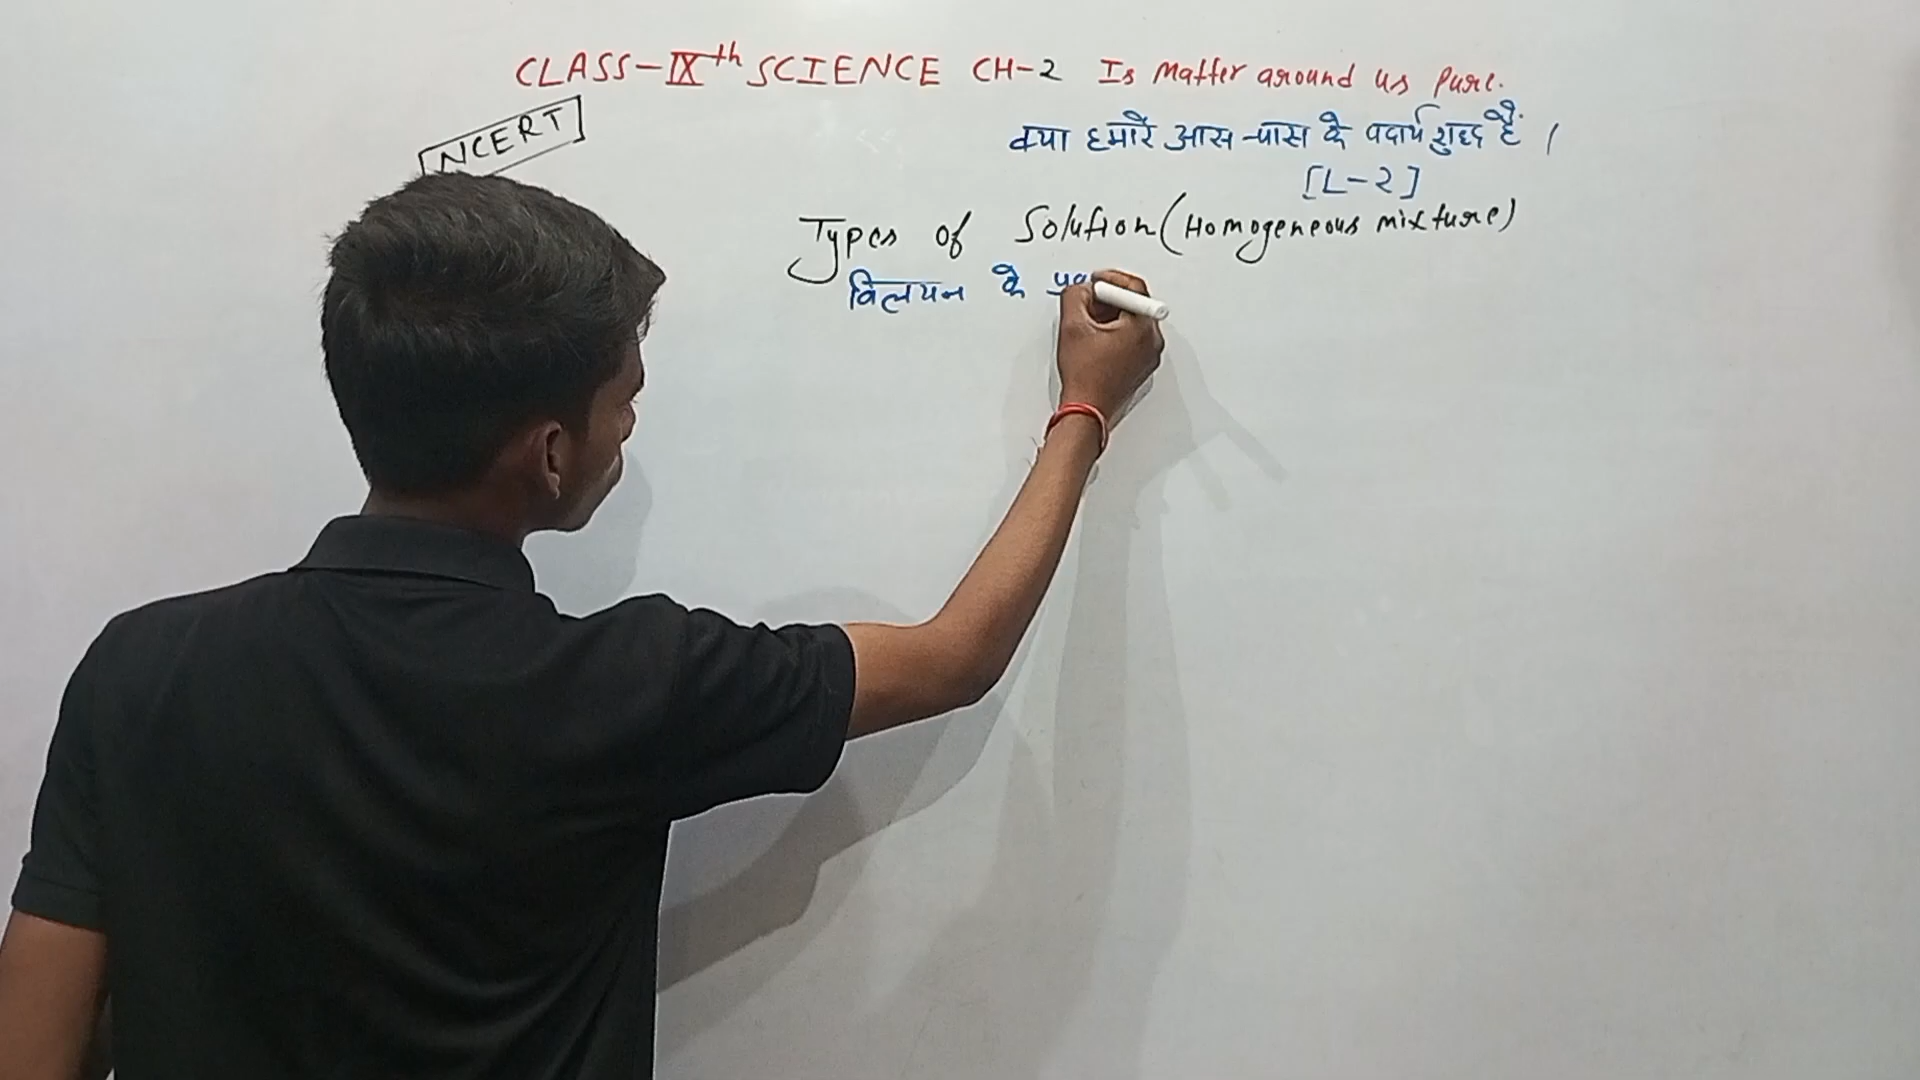 CLASS-IXth SCIENCE CH-2 Is Matter around us Pure.
NCERT
क्या हमारे आस-पास के पदार्थ शुद्ध हैं।
[L-2]
Types of Solution (Homogeneous mixture)
विलयन के